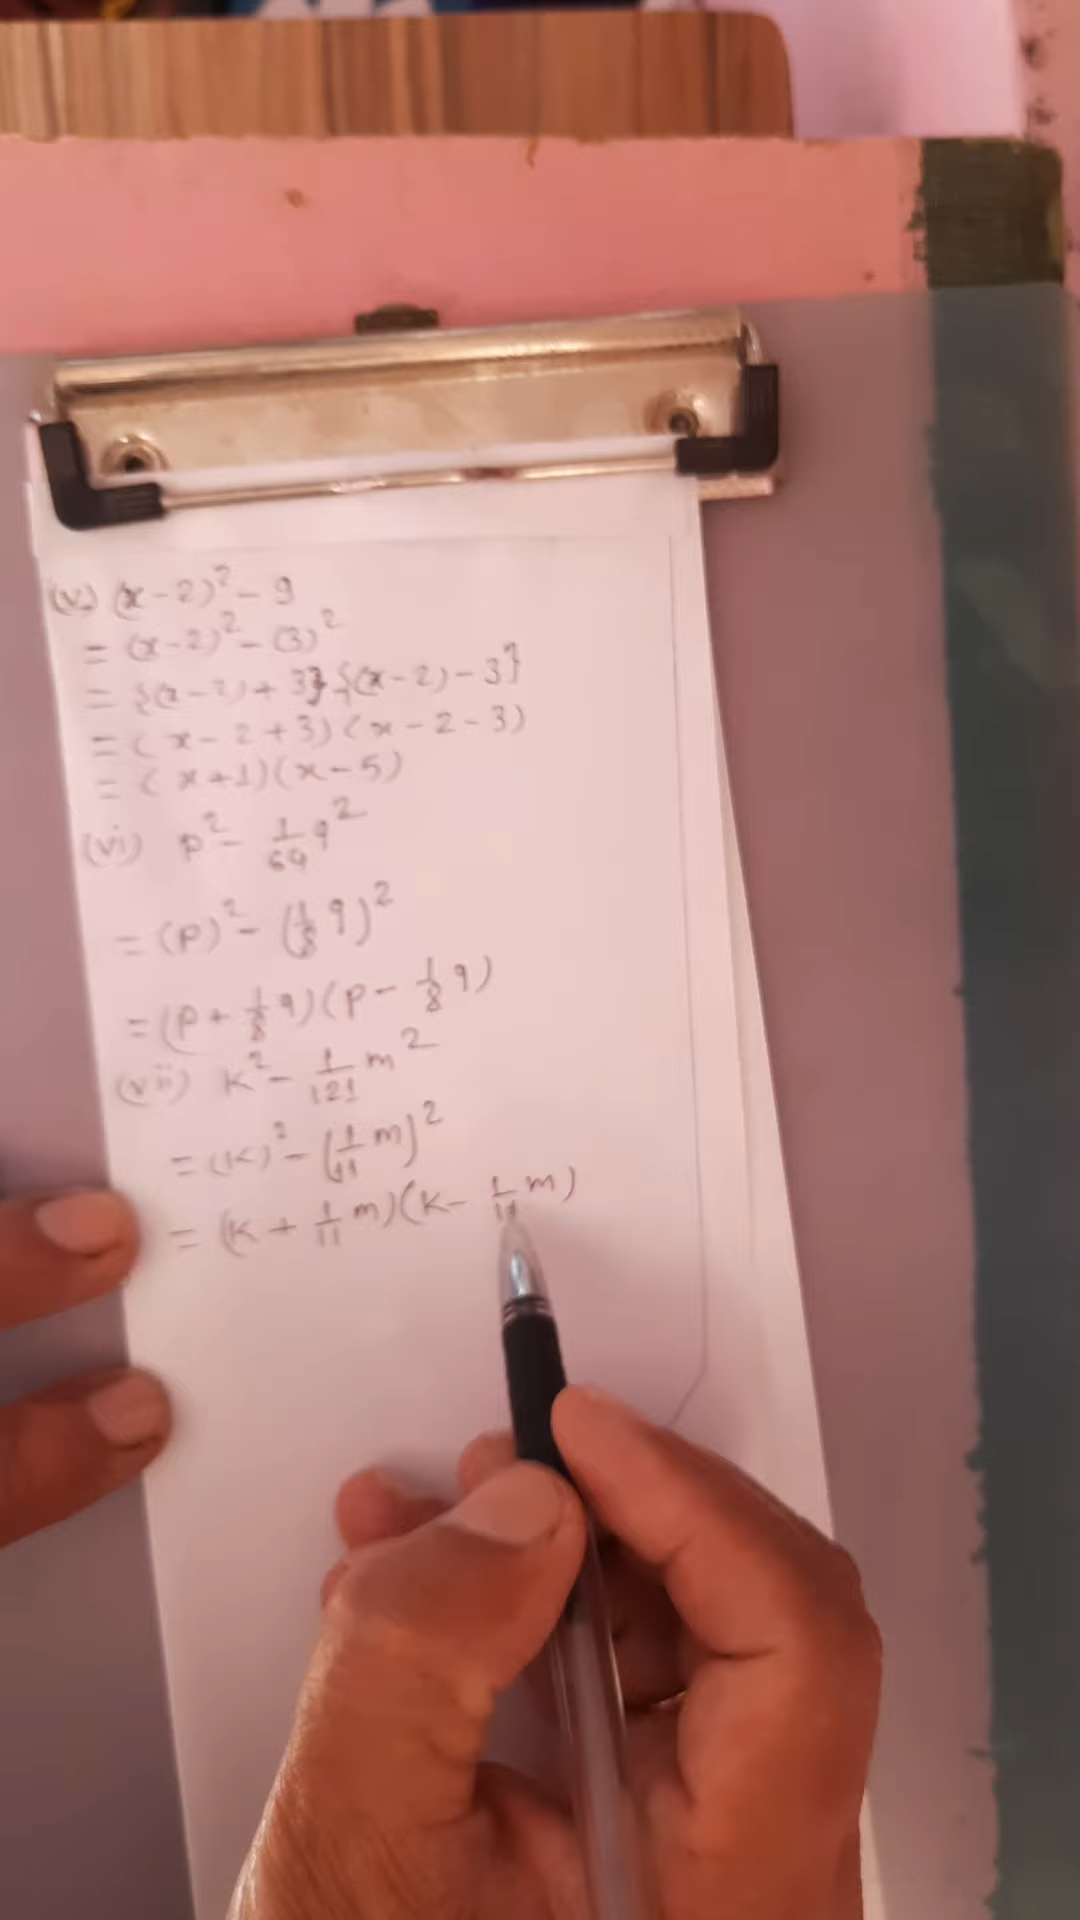 (v) (x-2)² - 9
= (x-2)² - (3)²
= {(x-2) + 3} {(x-2) - 3}
= (x - 2 + 3) (x - 2 - 3)
= (x+1)(x-5)
(vi) p² - 1/64 q²
= (p)² - (1/8 q)²
= (p + 1/8 q)(p - 1/8 q)
(vii) k² - 1/121 m²
= (k)² - (1/11 m)²
= (k + 1/11 m)(k - 1/11 m)